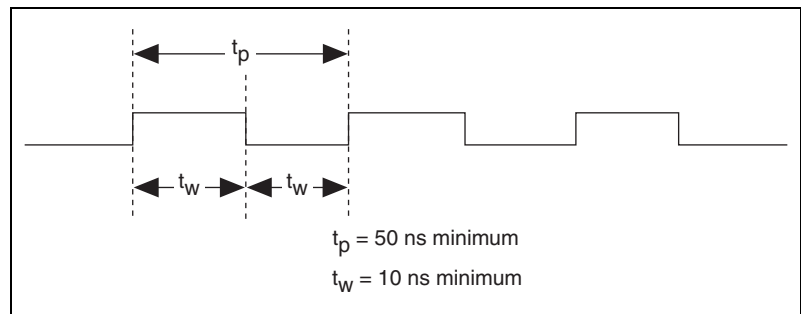 tp
tw tw
tp = 50 ns minimum
tw = 10 ns minimum